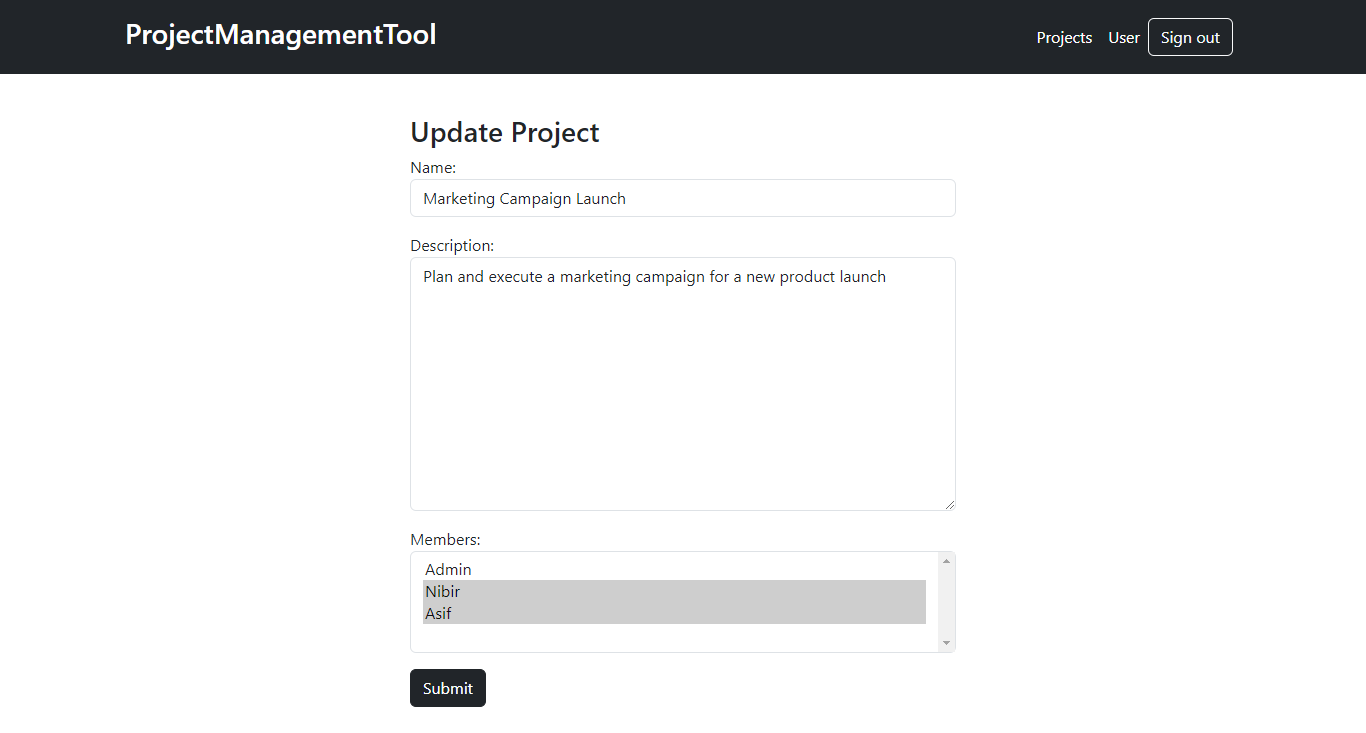 ProjectManagementTool
Projects User Sign out
Update Project
Name:
Marketing Campaign Launch
Description:
Plan and execute a marketing campaign for a new product launch
Members:
Admin
Nibir
Asif
Submit